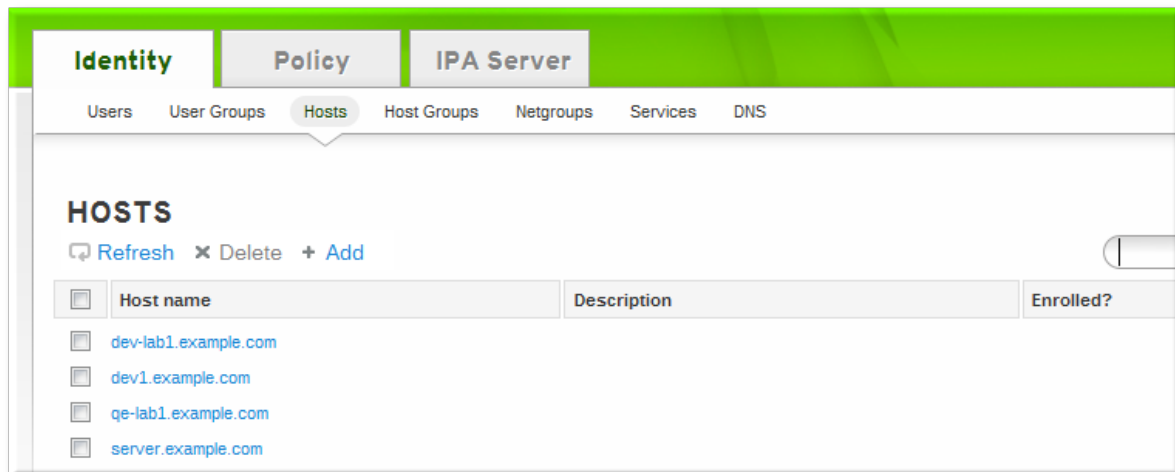 Identity Policy IPA Server
Users User Groups Hosts Host Groups Netgroups Services DNS
HOSTS
Refresh Delete + Add
Host name Description Enrolled?
dev-lab1.example.com
dev1.example.com
qe-lab1.example.com
server.example.com